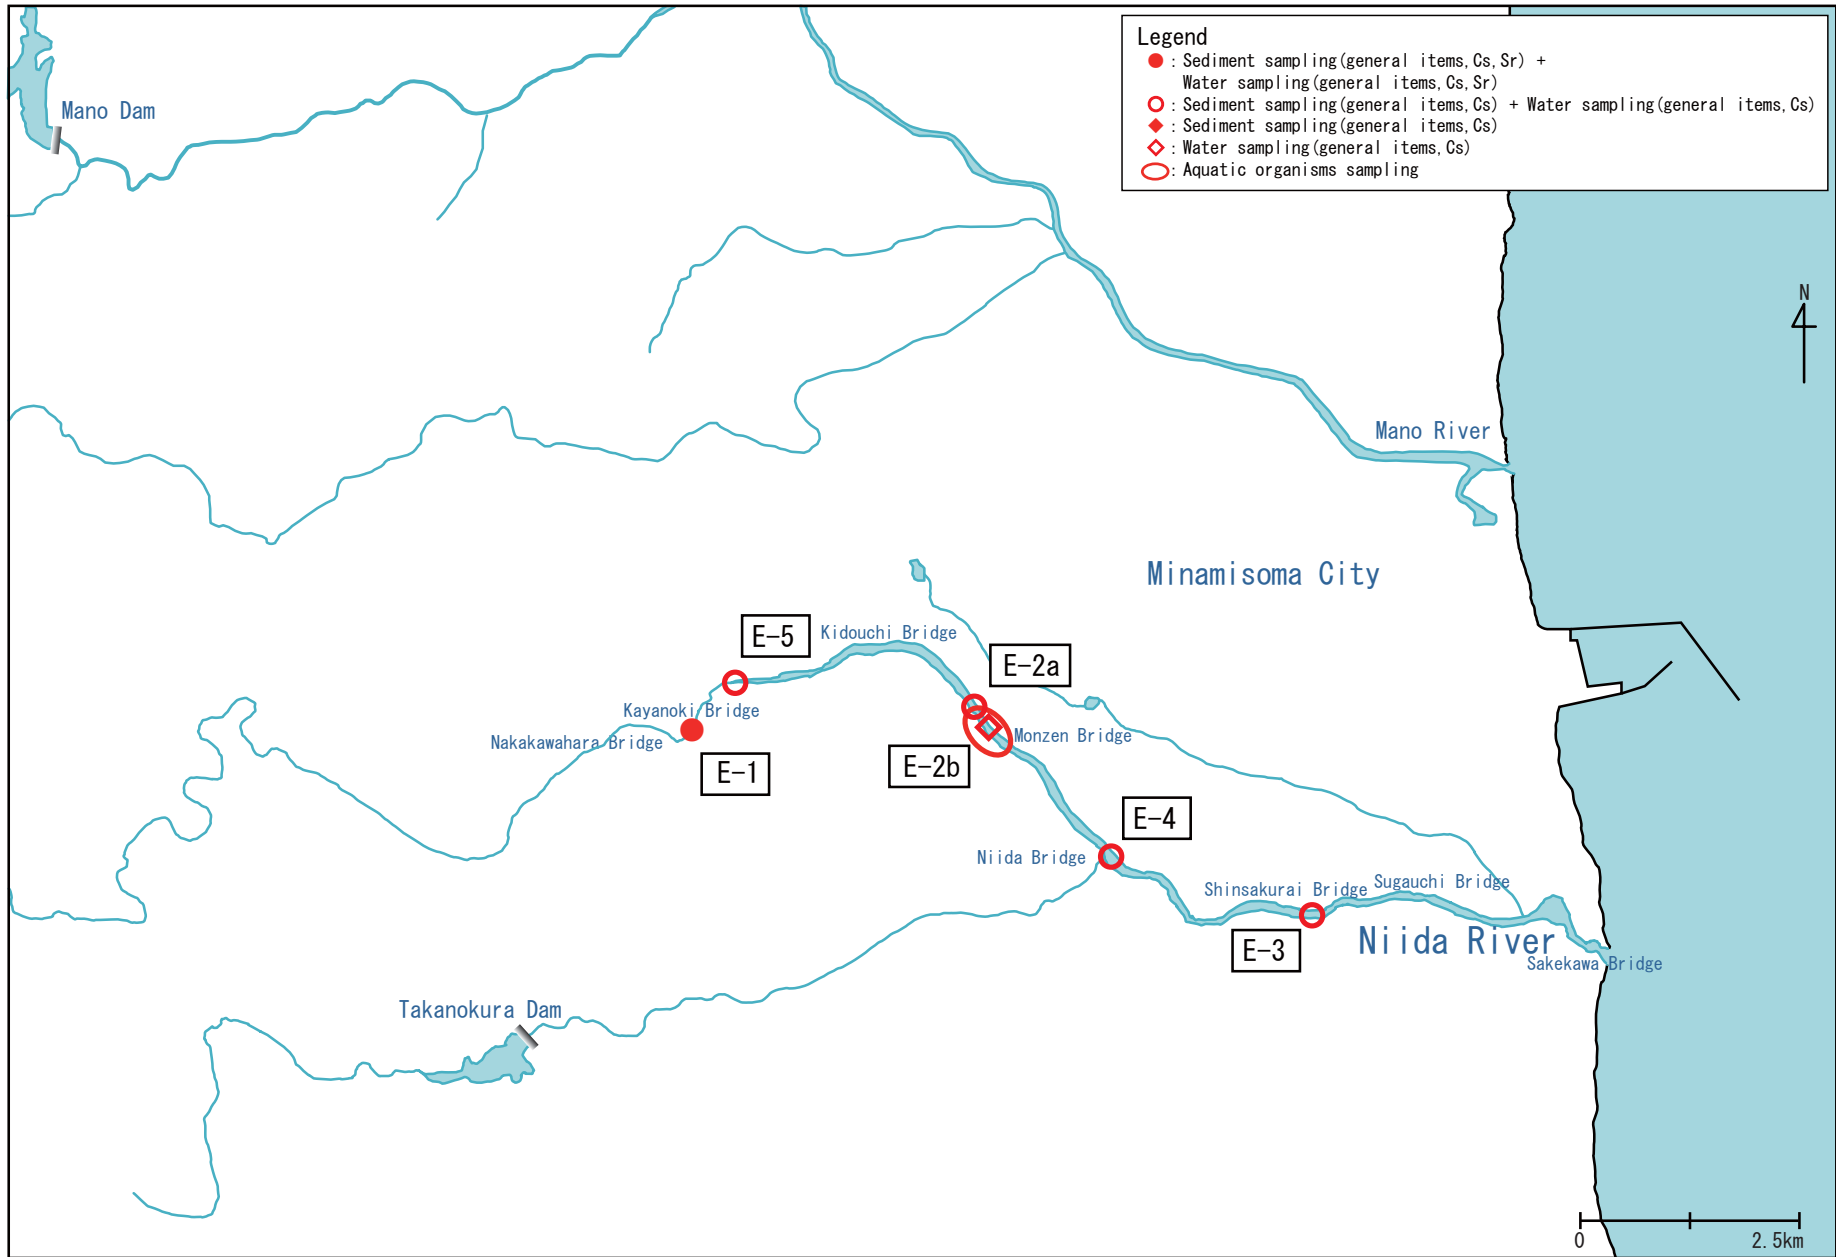 Legend
: Sediment sampling(general items,Cs,Sr) +
Water sampling(general items,Cs,Sr)
: Sediment sampling(general items,Cs) + Water sampling(general items,Cs)
: Sediment sampling(general items,Cs)
: Water sampling(general items,Cs)
: Aquatic organisms sampling
Mano Dam
N
Mano River
Minamisoma City
E-5
Kidouchi Bridge
E-2a
Kayanoki Bridge
Nakakawahara Bridge
Monzen Bridge
E-1
E-2b
E-4
Niida Bridge
Shinsakurai Bridge
Sugauchi Bridge
E-3
Niida River
Sakekawa Bridge
Takanokura Dam
0
2.5km